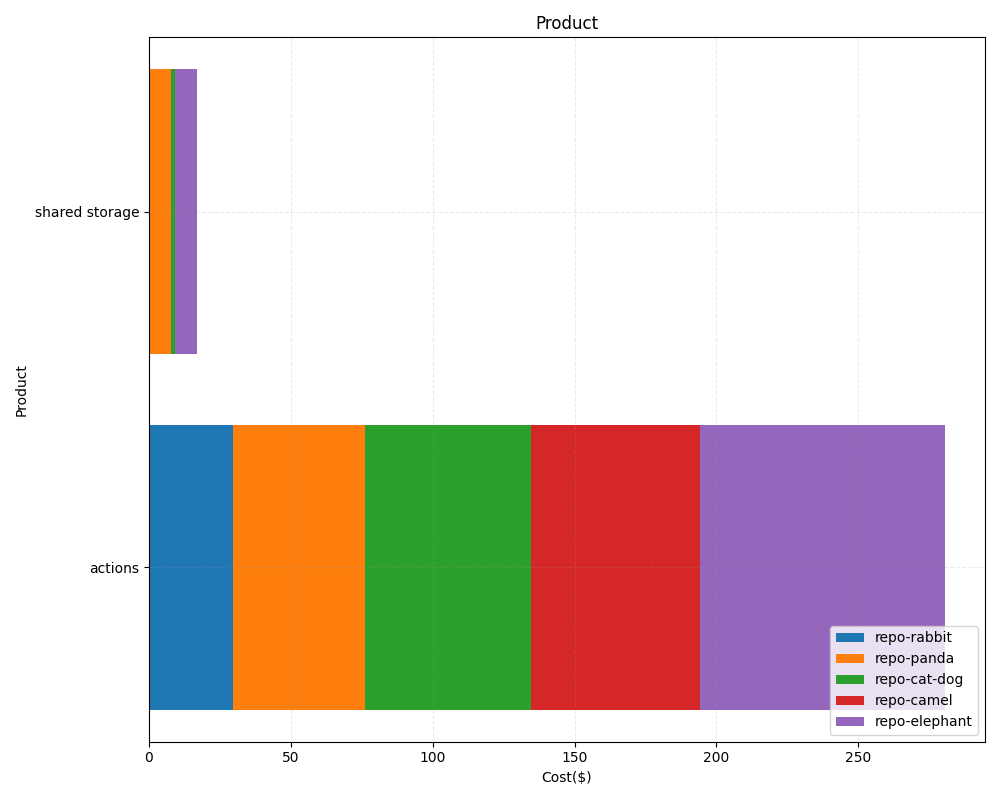 Product
shared storage
Product
actions
repo-rabbit
repo-panda
repo-cat-dog
repo-camel
repo-elephant
0 50 100 150 200 250
Cost($)